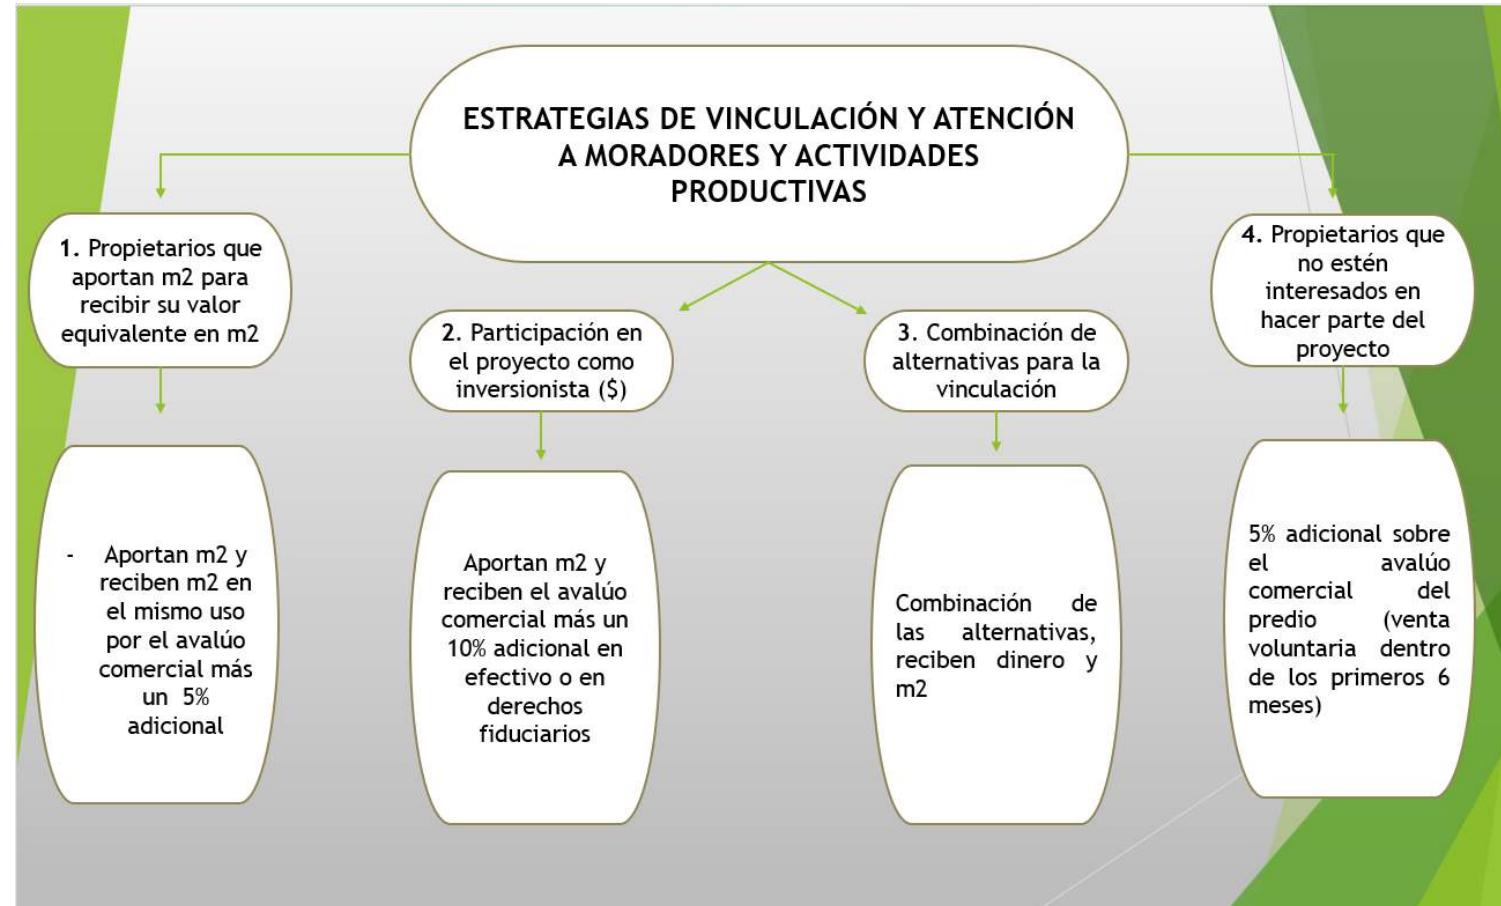 ESTRATEGIAS DE VINCULACIÓN Y ATENCIÓN
A MORADORES Y ACTIVIDADES
PRODUCTIVAS
1. Propietarios que
aportan m2 para
recibir su valor
equivalente en m2
2. Participación en
el proyecto como
inversionista ($)
3. Combinación de
alternativas para la
vinculación
4. Propietarios que
no estén
interesados en
hacer parte del
proyecto
- Aportan m2 y
reciben m2 en
el mismo uso
por el avalúo
comercial más
un 5%
adicional
Aportan m2 y
reciben el avalúo
comercial más un
10% adicional en
efectivo o en
derechos
fiduciarios
Combinación de
las alternativas,
reciben dinero y
m2
5% adicional sobre
el avalúo
comercial del
predio (venta
voluntaria dentro
de los primeros 6
meses)